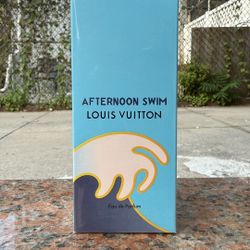 AFTERNOON SWIM
LOUIS VUITTON
Eau de Parfum